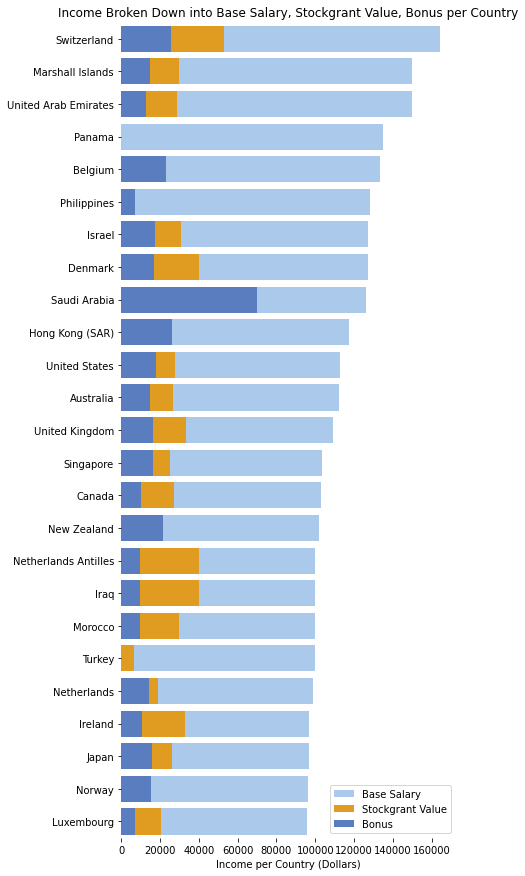 Income Broken Down into Base Salary, Stockgrant Value, Bonus per Country
Switzerland
Marshall Islands
United Arab Emirates
Panama
Belgium
Philippines
Israel
Denmark
Saudi Arabia
Hong Kong (SAR)
United States
Australia
United Kingdom
Singapore
Canada
New Zealand
Netherlands Antilles
Iraq
Morocco
Turkey
Netherlands
Ireland
Japan
Norway
Luxembourg
Base Salary
Stockgrant Value
Bonus
0 20000 40000 60000 80000 100000 120000 140000 160000
Income per Country (Dollars)